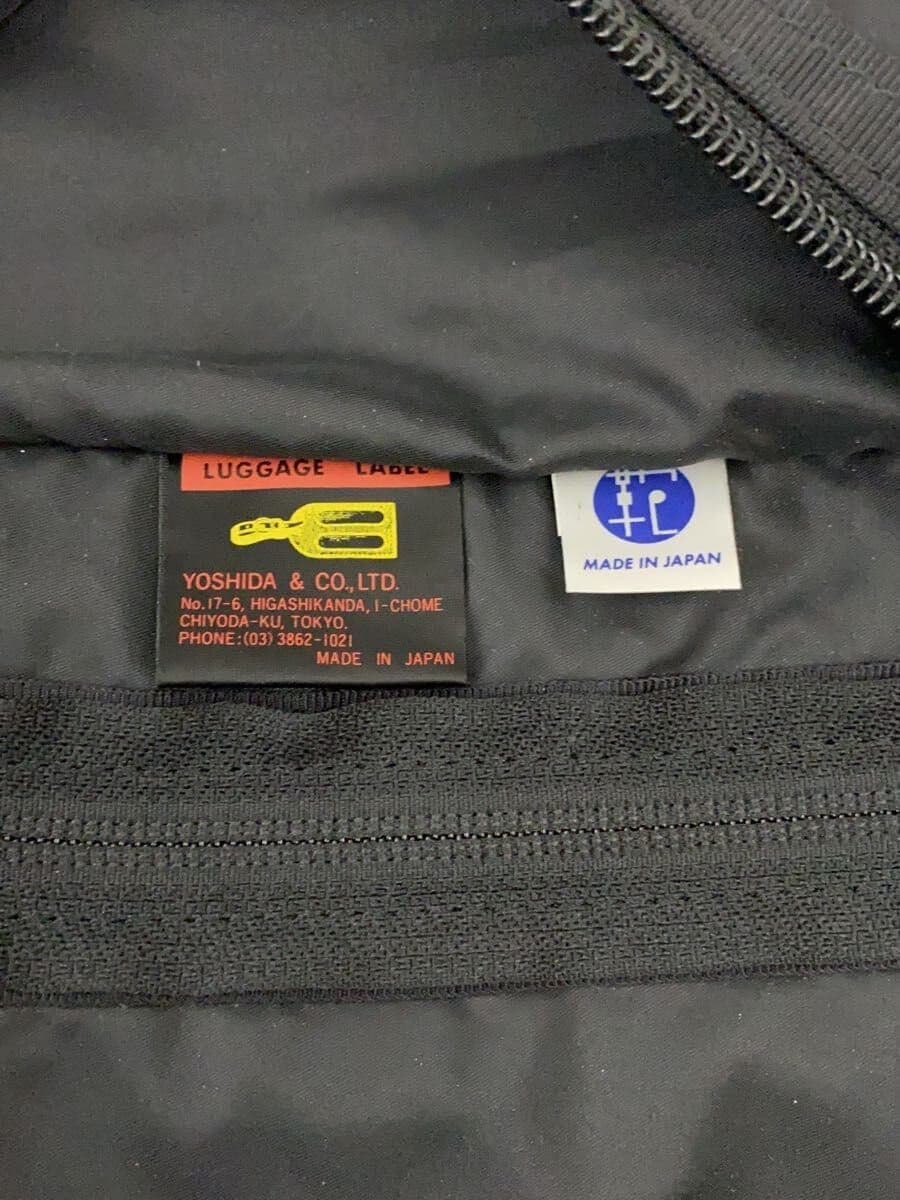 LUGGAGE LABEL
YOSHIDA & CO., LTD.
No. 17-6, HIGASHIKANDA, 1-CHOME
CHIYODA-KU, TOKYO.
PHONE: (03) 3862-1021
MADE IN JAPAN
MADE IN JAPAN